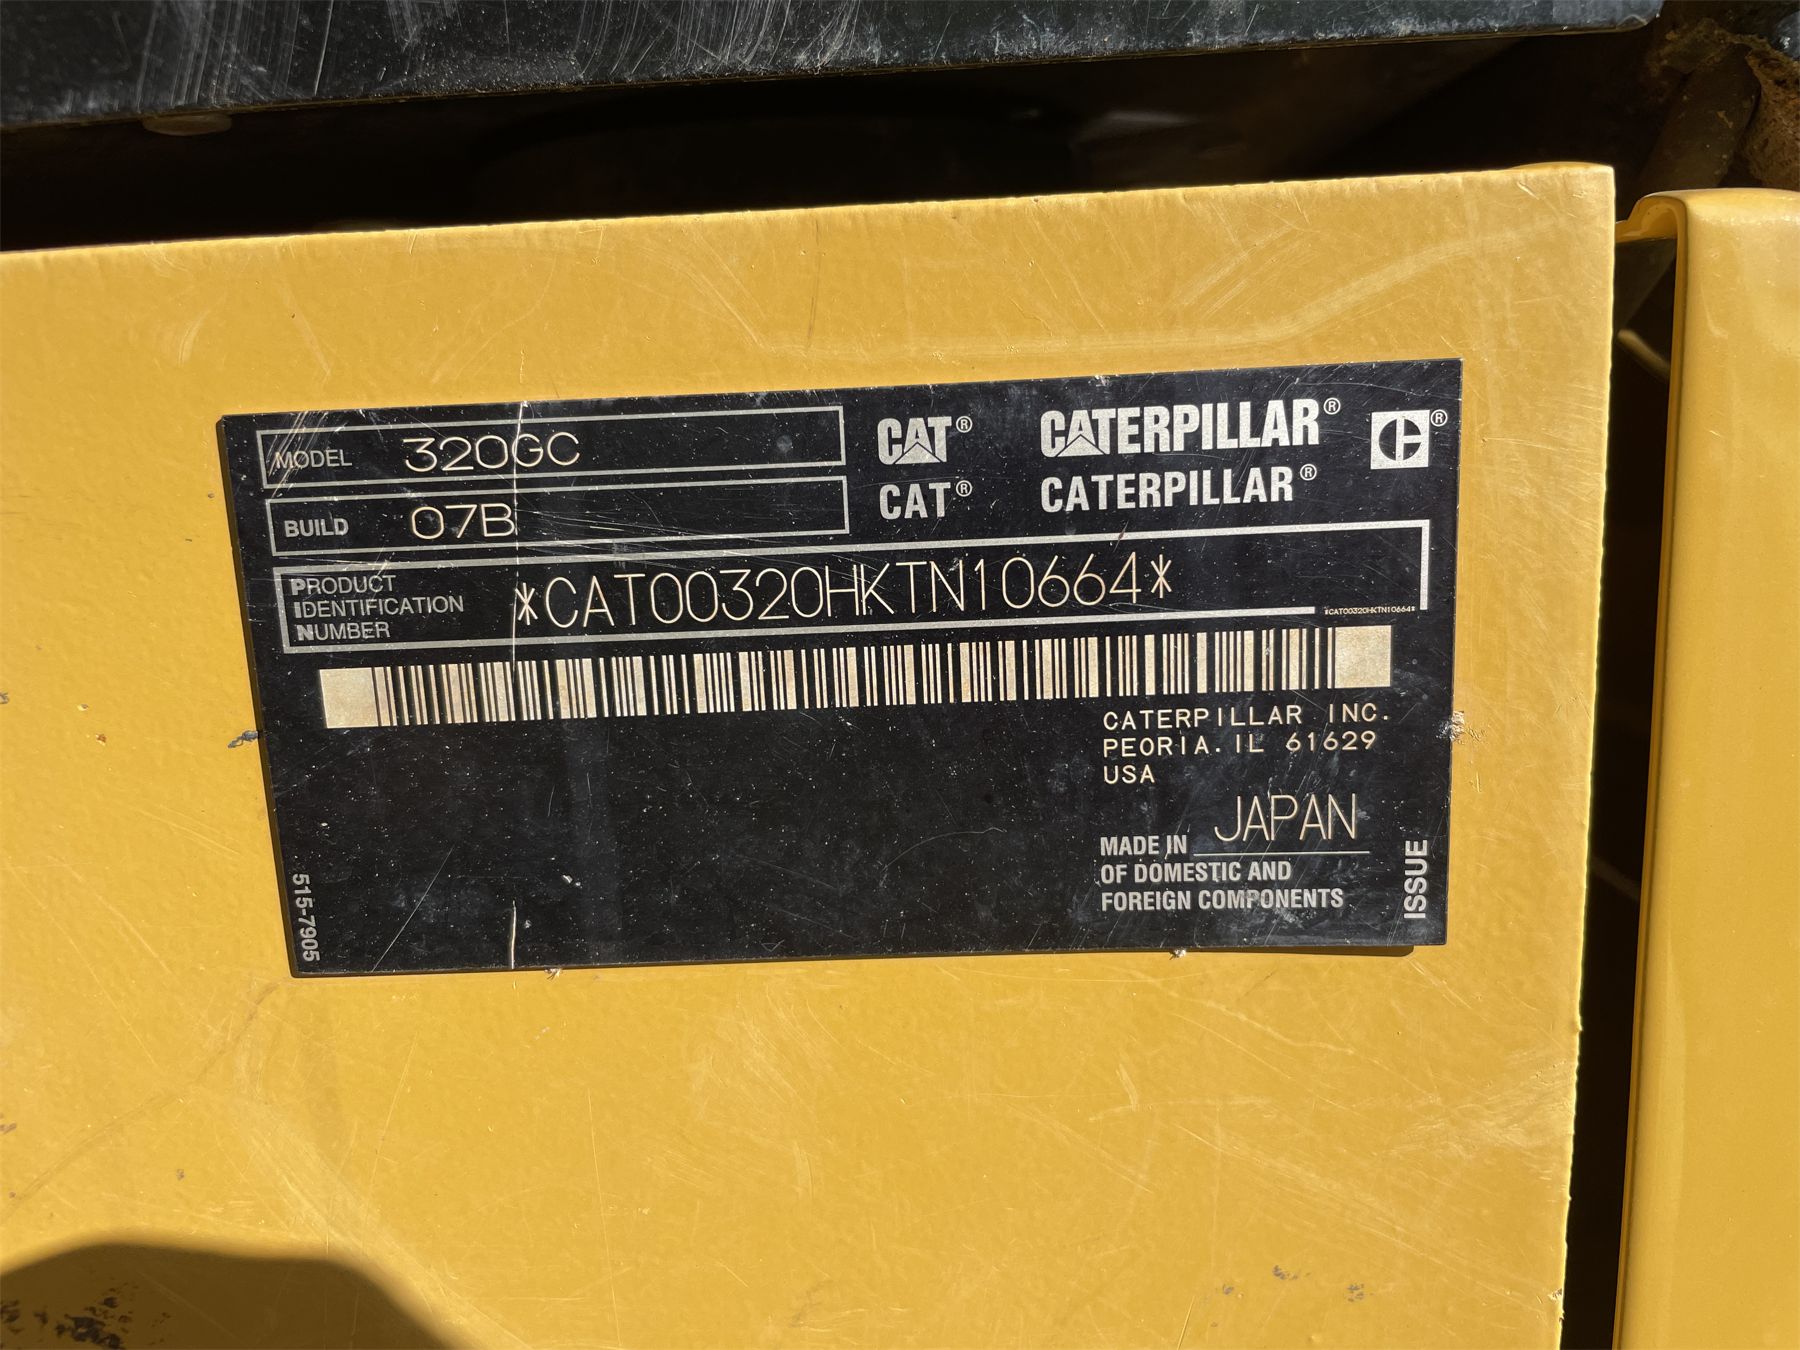 MODEL 320GC
BUILD 07B
CAT® CATERPILLAR® ®
CAT® CATERPILLAR®
PRODUCT
IDENTIFICATION
NUMBER
*CAT00320HKTN10664*
*CAT00320HKTN10664*
CATERPILLAR INC.
PEORIA. IL 61629
USA
MADE IN JAPAN
OF DOMESTIC AND
FOREIGN COMPONENTS
ISSUE
515-7905